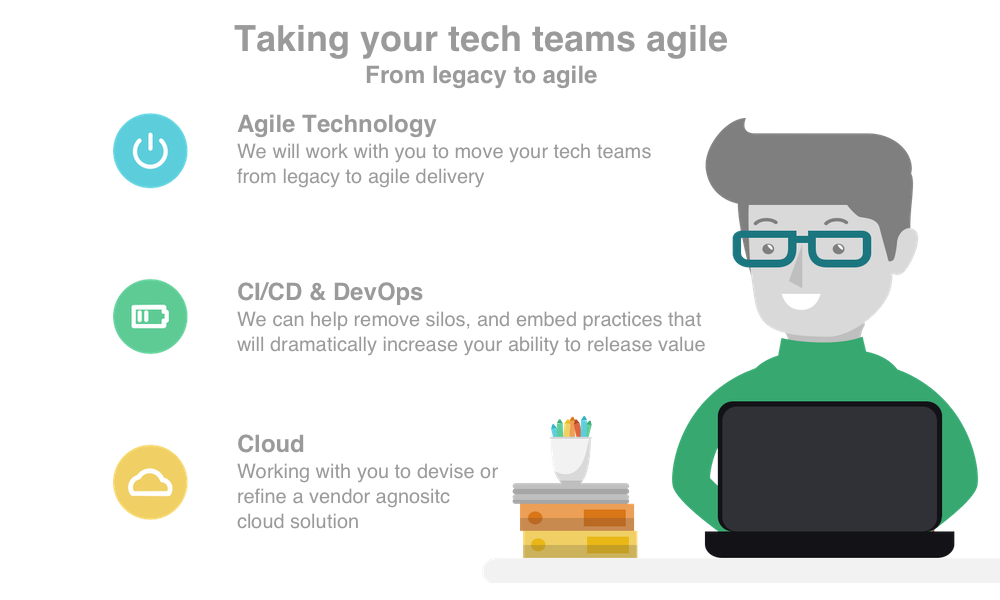 Taking your tech teams agile
From legacy to agile
Agile Technology
We will work with you to move your tech teams
from legacy to agile delivery
CI/CD & DevOps
We can help remove silos, and embed practices that
will dramatically increase your ability to release value
Cloud
Working with you to devise or
refine a vendor agnositc
cloud solution